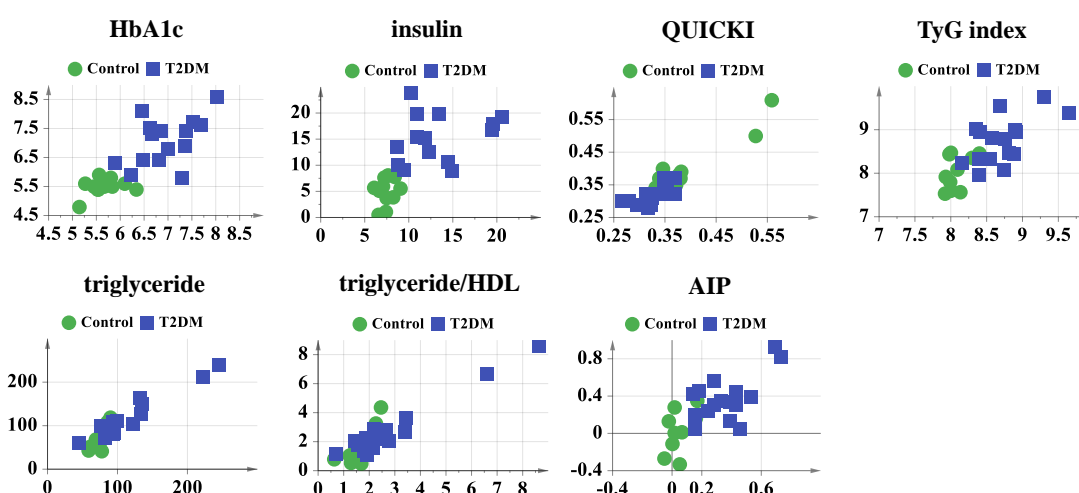 HbA1c
Control T2DM
8.5
7.5
6.5
5.5
4.5
4.5 5 5.5 6 6.5 7 7.5 8 8.5
insulin
Control T2DM
20
15
10
5
0
0 5 10 15 20
QUICKI
Control T2DM
0.55
0.45
0.35
0.25
0.25 0.35 0.45 0.55
TyG index
Control T2DM
9
8
7
7 7.5 8 8.5 9 9.5
triglyceride
Control T2DM
200
100
0
0 100 200
triglyceride/HDL
Control T2DM
8
6
4
2
0
0 1 2 3 4 5 6 7 8
AIP
Control T2DM
0.8
0.4
0
-0.4
-0.4 0 0.2 0.6